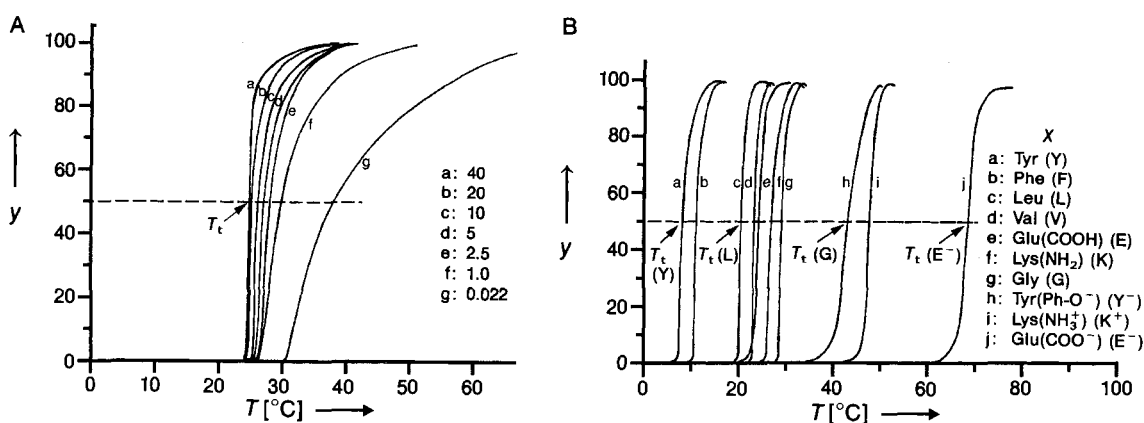 A
100
80
60
40
20
0
y
a
b
c
d
e
f
g
T_t
a: 40
b: 20
c: 10
d: 5
e: 2.5
f: 1.0
g: 0.022
0 10 20 30 40 50 60
T [°C]
B
100
80
60
40
20
0
y
a b c d e f g h i j
T_t (Y)
T_t (L)
T_t (G)
T_t (E⁻)
χ
a: Tyr (Y)
b: Phe (F)
c: Leu (L)
d: Val (V)
e: Glu(COOH) (E)
f: Lys(NH₂) (K)
g: Gly (G)
h: Tyr(Ph-O⁻) (Y⁻)
i: Lys(NH₃⁺) (K⁺)
j: Glu(COO⁻) (E⁻)
0 20 40 60 80 100
T [°C]